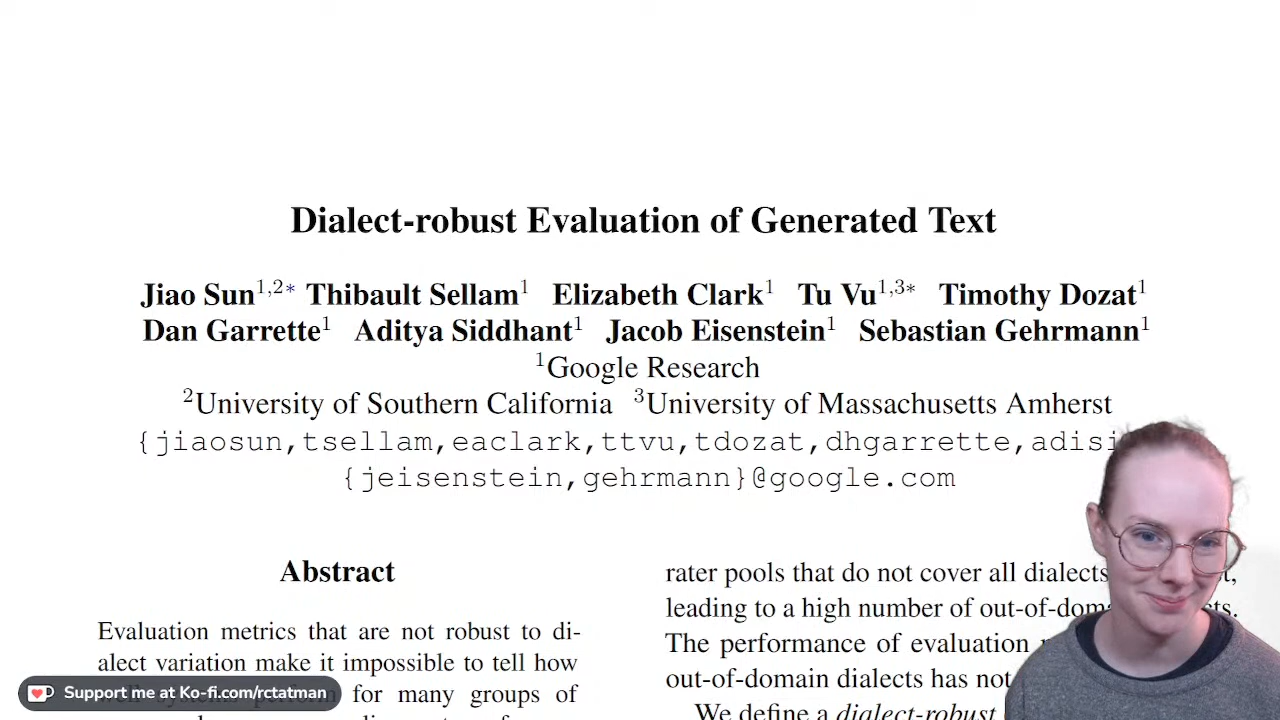 Dialect-robust Evaluation of Generated Text
Jiao Sun1,2* Thibault Sellam1 Elizabeth Clark1 Tu Vu1,3* Timothy Dozat1
Dan Garrette1 Aditya Siddhant1 Jacob Eisenstein1 Sebastian Gehrmann1
1Google Research
2University of Southern California 3University of Massachusetts Amherst
{jiaosun,tsellam,eaclark,ttvu,tdozat,dhgarrette,adisi
{jeisenstein,gehrmann}@google.com
Abstract
Evaluation metrics that are not robust to di-
alect variation make it impossible to tell how
well systems perform for many groups of
rater pools that do not cover all dialects
leading to a high number of out-of-dom
The performance of evaluation
out-of-domain dialects has not
We define a dialect-robust
Support me at Ko-fi.com/rctatman